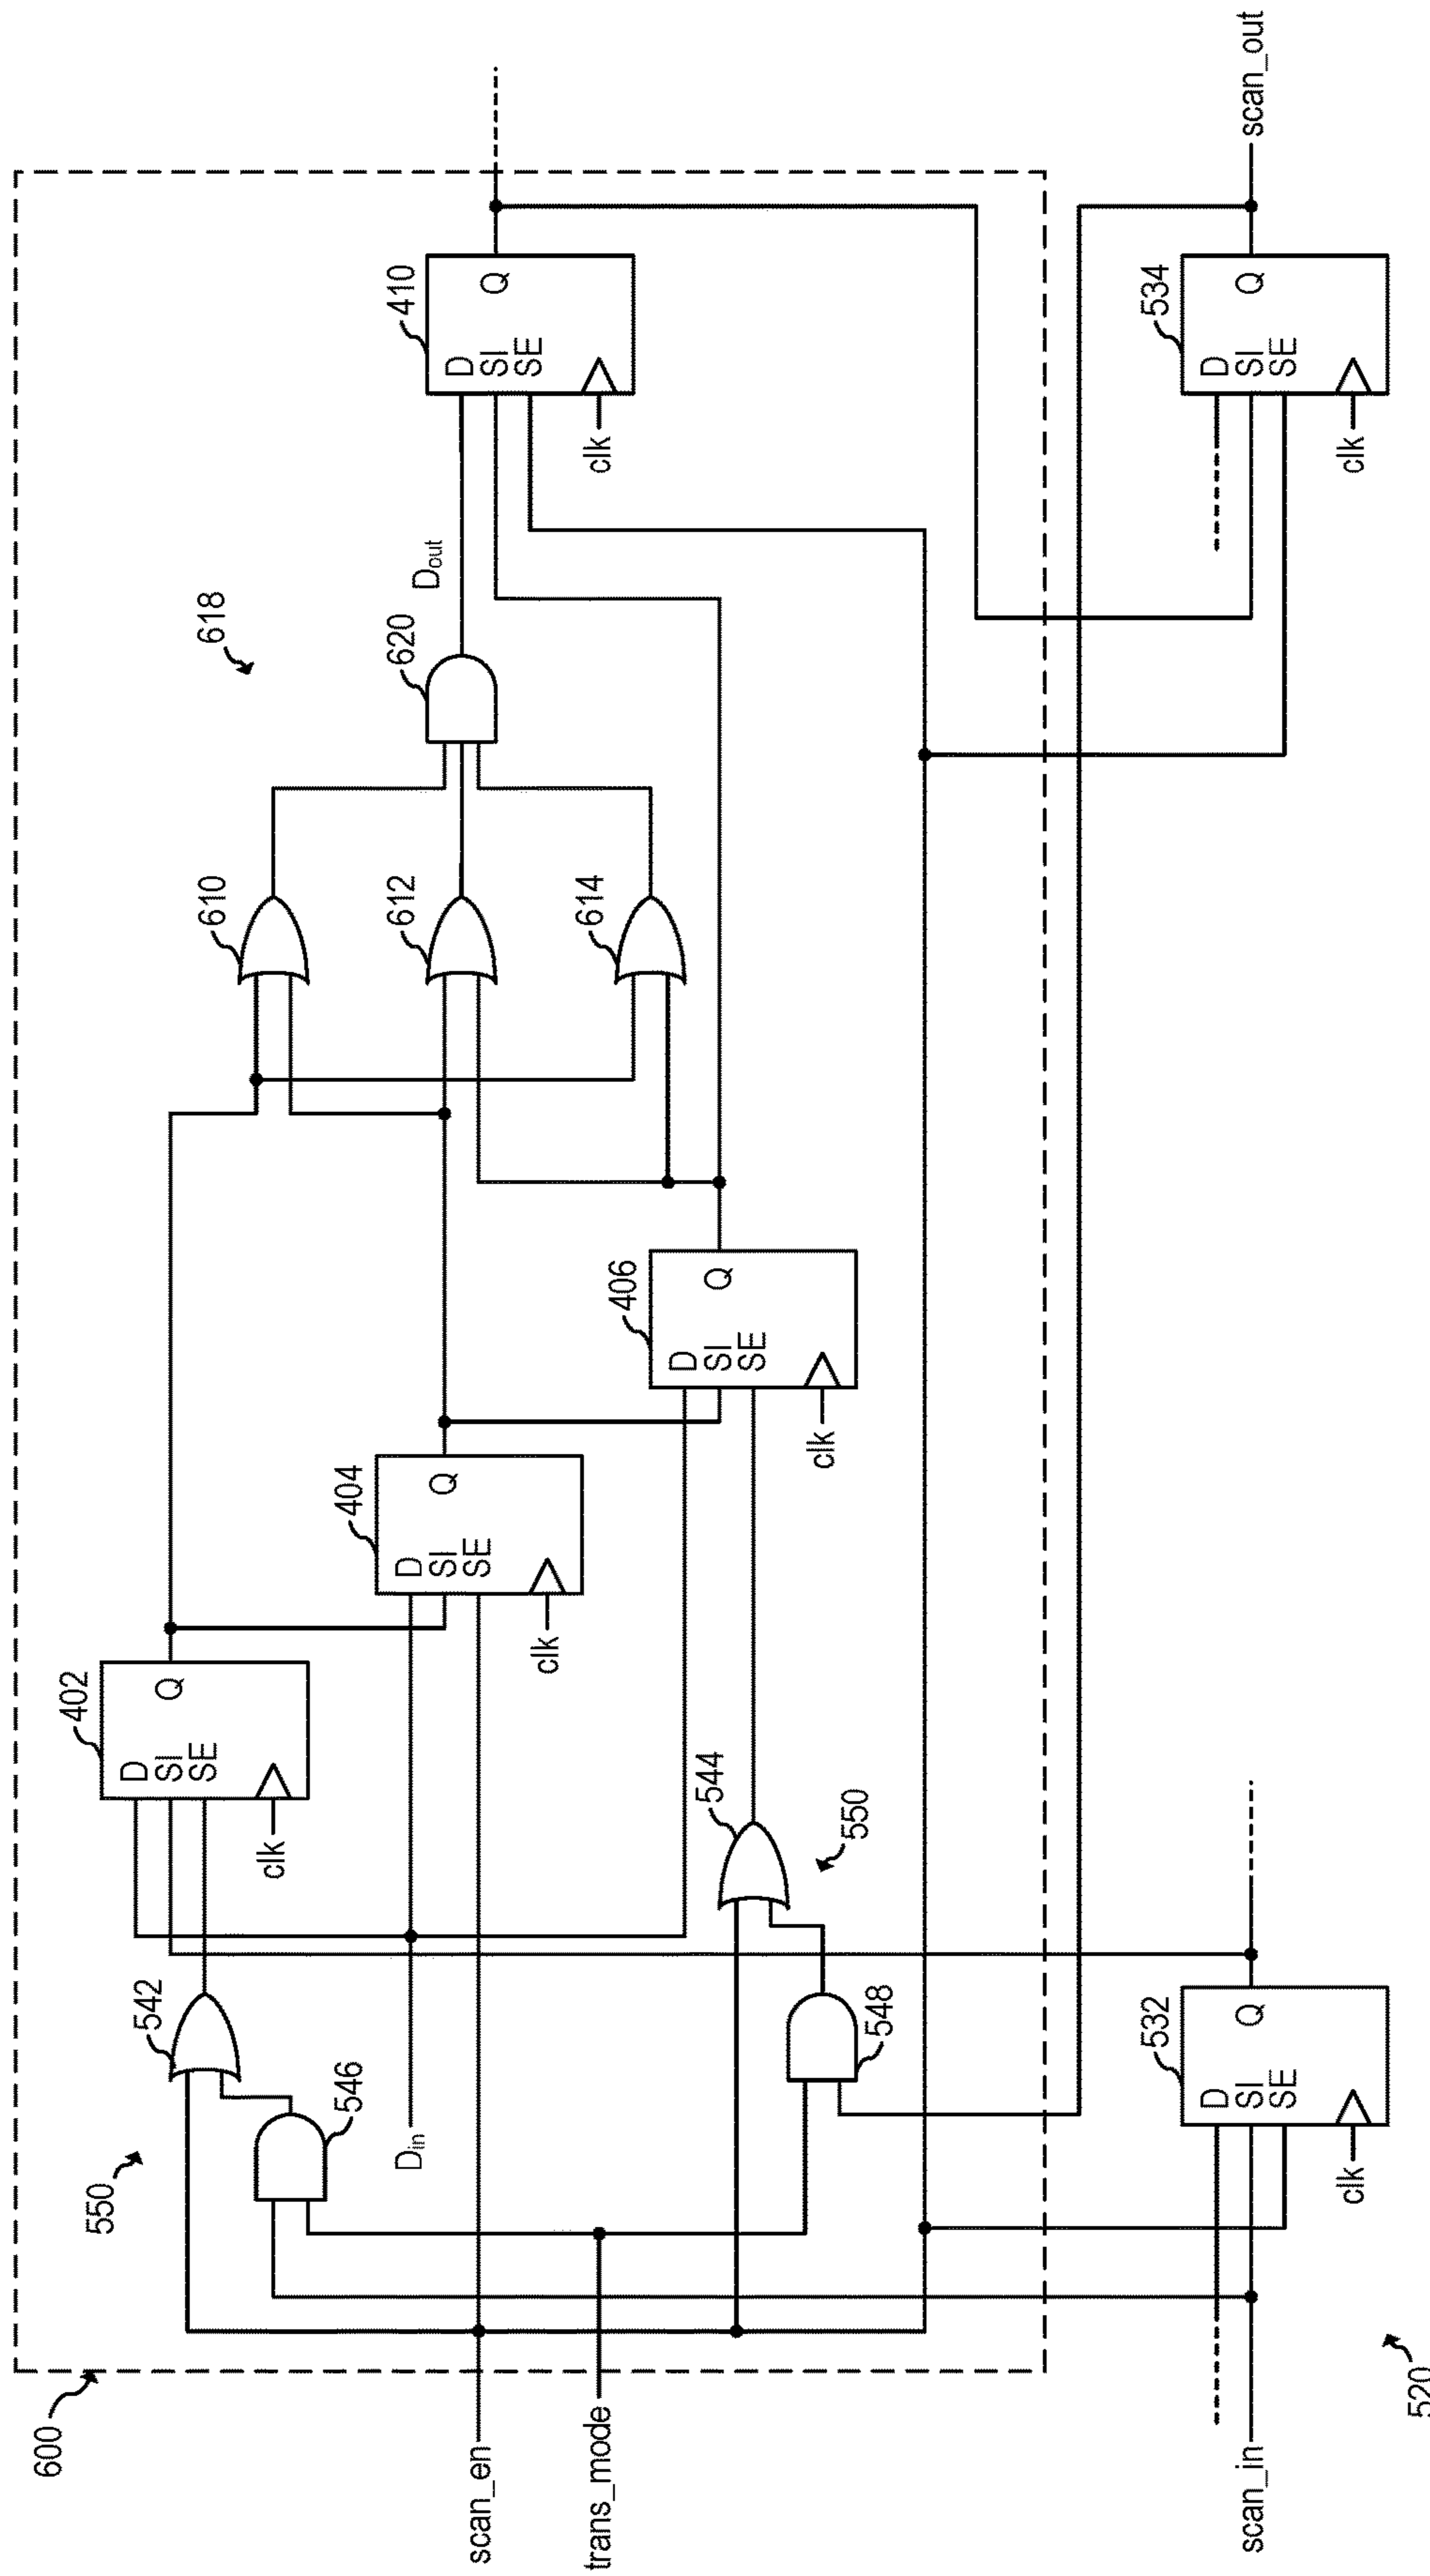 600
550
542
546
402
D
SI
SE
Q
clk
404
D
SI
SE
Q
clk
D_in
scan_en
trans_mode
548
544
550
406
D
SI
SE
Q
clk
610
612
614
618
620
D_out
410
D
SI
SE
Q
clk
scan_in
532
D
SI
SE
Q
clk
534
D
SI
SE
Q
clk
scan_out
520